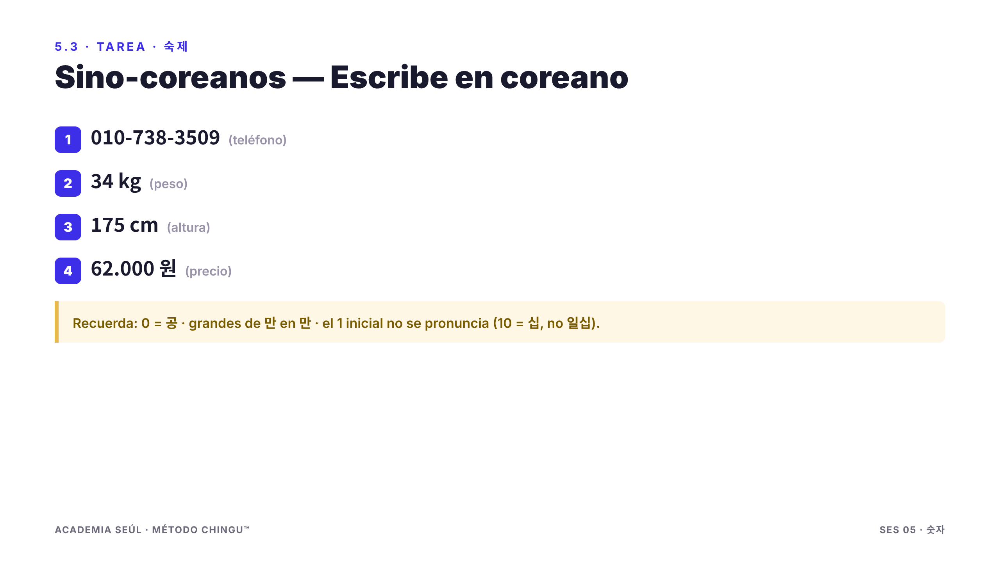 5.3 · TAREA · 숙제
Sino-coreanos — Escribe en coreano
1 010-738-3509 (teléfono)
2 34 kg (peso)
3 175 cm (altura)
4 62.000 원 (precio)
Recuerda: 0 = 공 · grandes de 만 en 만 · el 1 inicial no se pronuncia (10 = 십, no 일십).
ACADEMIA SEÚL · MÉTODO CHINGU™
SES 05 · 숫자